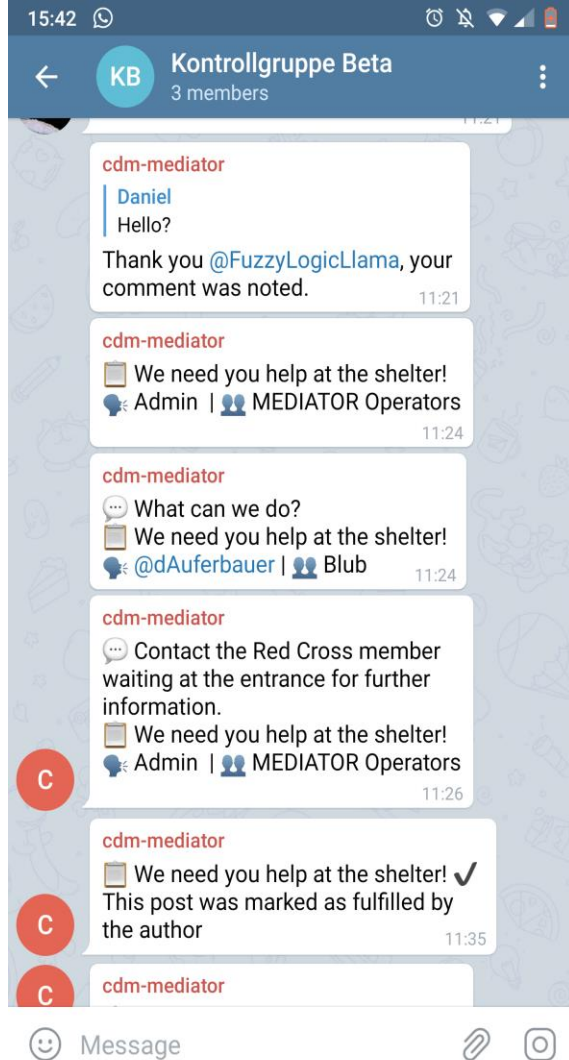 15:42
KB
Kontrollgruppe Beta
3 members
11:21
cdm-mediator
Daniel
Hello?
Thank you @FuzzyLogicLlama, your
comment was noted.
11:21
cdm-mediator
We need you help at the shelter!
Admin | MEDIATOR Operators
11:24
cdm-mediator
What can we do?
We need you help at the shelter!
@dAuferbauer | Blub
11:24
cdm-mediator
Contact the Red Cross member
waiting at the entrance for further
information.
We need you help at the shelter!
Admin | MEDIATOR Operators
11:26
C
cdm-mediator
We need you help at the shelter! ✔
This post was marked as fulfilled by
the author
11:35
C
cdm-mediator
C
Message